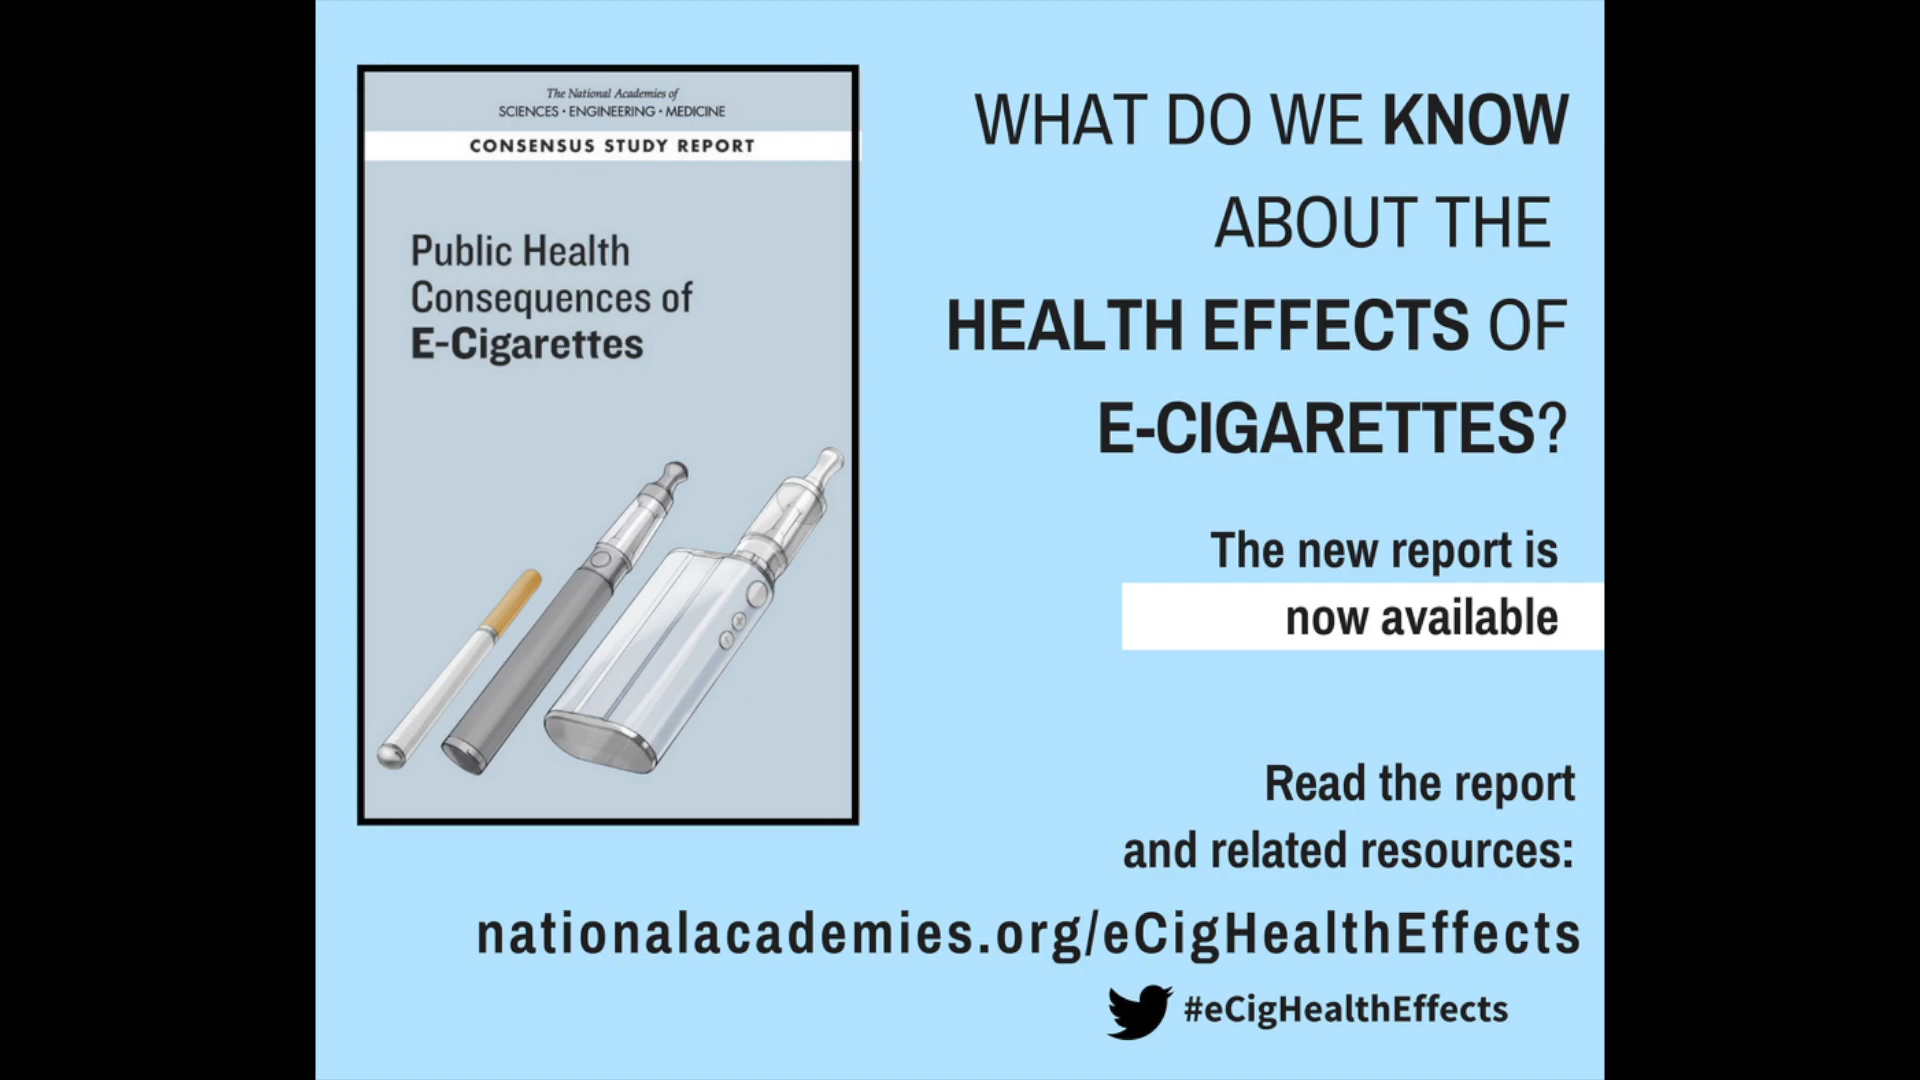 The National Academies of
SCIENCES • ENGINEERING • MEDICINE
CONSENSUS STUDY REPORT
Public Health
Consequences of
E-Cigarettes
WHAT DO WE KNOW
ABOUT THE
HEALTH EFFECTS OF
E-CIGARETTES?
The new report is
now available
Read the report
and related resources:
nationalacademies.org/eCigHealthEffects
#eCigHealthEffects